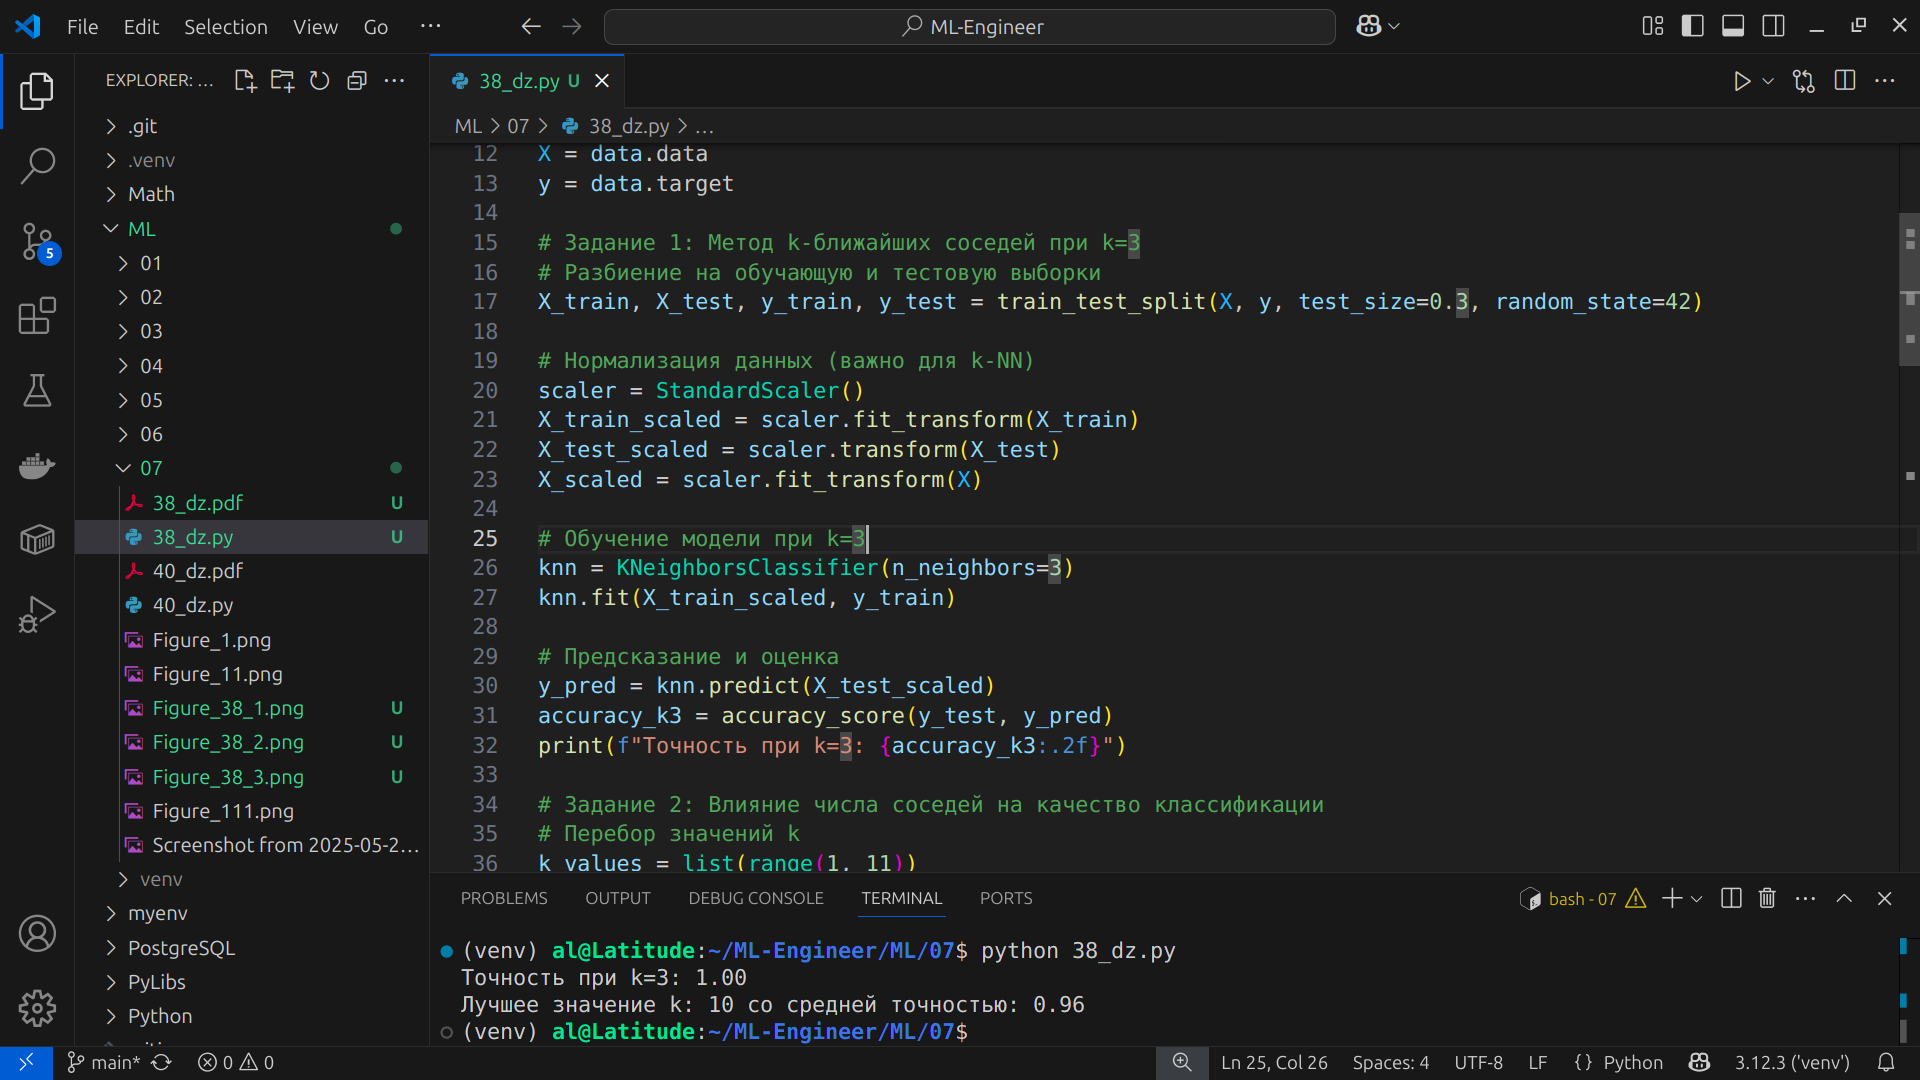 File Edit Selection View Go ···
ML-Engineer
EXPLORER: ...
.git
.venv
Math
ML
01
02
03
04
05
06
07
38_dz.pdf U
38_dz.py U
40_dz.pdf
40_dz.py
Figure_1.png
Figure_11.png
Figure_38_1.png U
Figure_38_2.png U
Figure_38_3.png U
Figure_111.png
Screenshot from 2025-05-2...
venv
myenv
PostgreSQL
PyLibs
Python
5
38_dz.py U
ML > 07 > 38_dz.py > ...
12 X = data.data
13 y = data.target
14
15 # Задание 1: Метод k-ближайших соседей при k=3
16 # Разбиение на обучающую и тестовую выборки
17 X_train, X_test, y_train, y_test = train_test_split(X, y, test_size=0.3, random_state=42)
18
19 # Нормализация данных (важно для k-NN)
20 scaler = StandardScaler()
21 X_train_scaled = scaler.fit_transform(X_train)
22 X_test_scaled = scaler.transform(X_test)
23 X_scaled = scaler.fit_transform(X)
24
25 # Обучение модели при k=3
26 knn = KNeighborsClassifier(n_neighbors=3)
27 knn.fit(X_train_scaled, y_train)
28
29 # Предсказание и оценка
30 y_pred = knn.predict(X_test_scaled)
31 accuracy_k3 = accuracy_score(y_test, y_pred)
32 print(f"Точность при k=3: {accuracy_k3:.2f}")
33
34 # Задание 2: Влияние числа соседей на качество классификации
35 # Перебор значений k
36 k_values = list(range(1, 11))
PROBLEMS OUTPUT DEBUG CONSOLE TERMINAL PORTS
bash - 07
(venv) al@Latitude:~/ML-Engineer/ML/07$ python 38_dz.py
Точность при k=3: 1.00
Лучшее значение k: 10 со средней точностью: 0.96
(venv) al@Latitude:~/ML-Engineer/ML/07$
main* 0 0 Ln 25, Col 26 Spaces: 4 UTF-8 LF {} Python 3.12.3 ('venv')